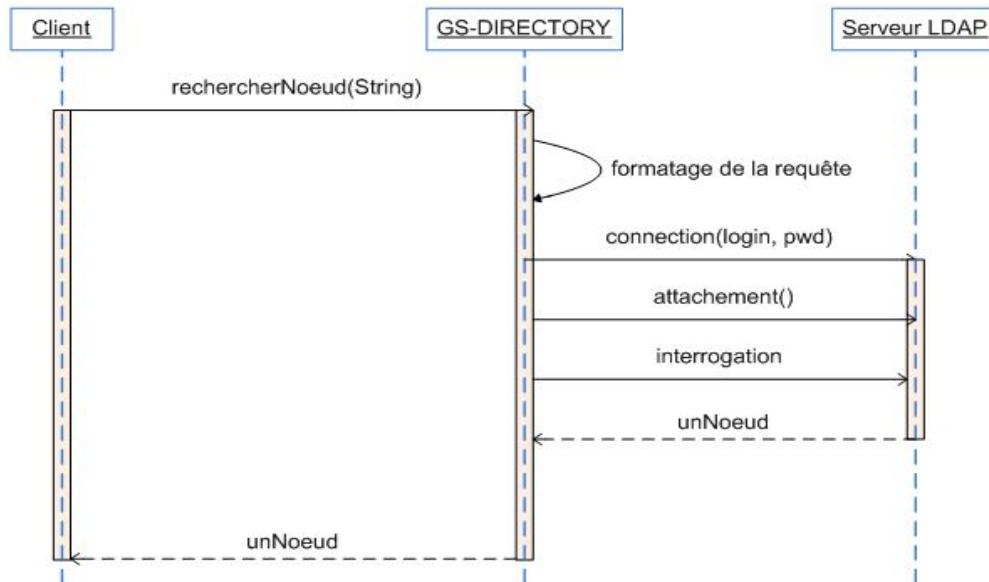 Client
GS-DIRECTORY
Serveur LDAP
rechercherNoeud(String)
formatage de la requête
connection(login, pwd)
attachement()
interrogation
unNoeud
unNoeud